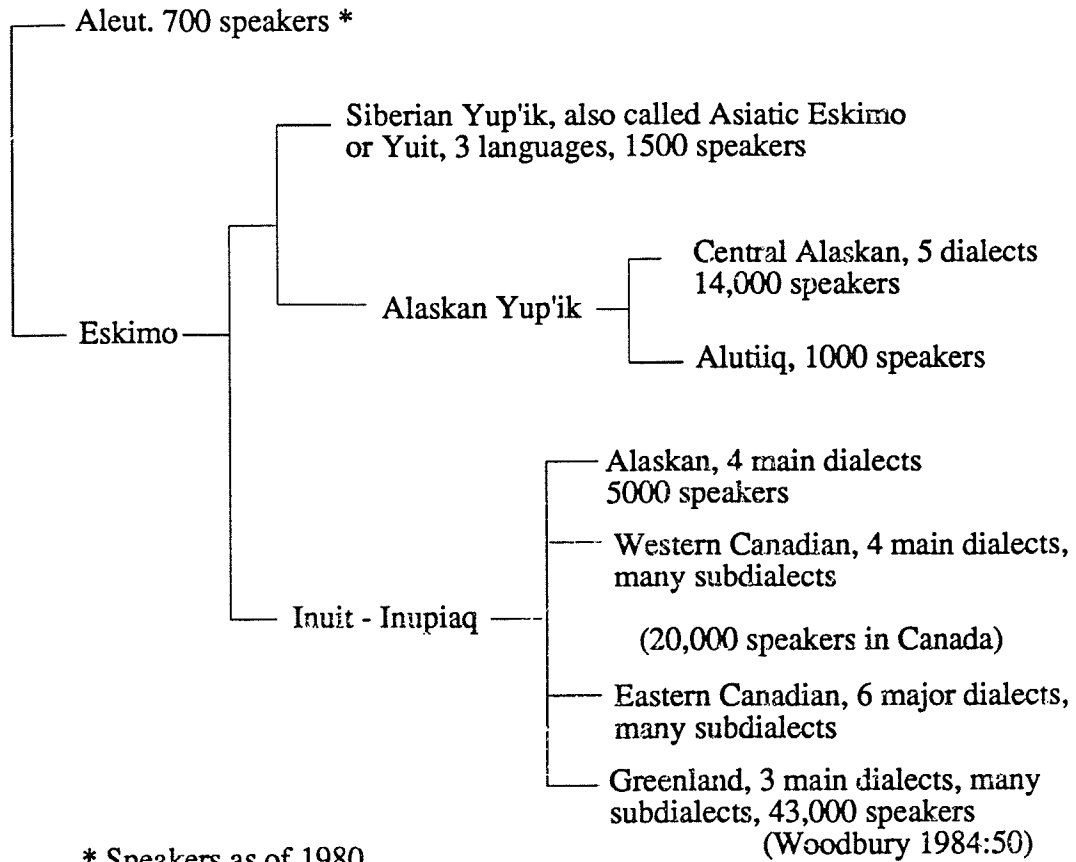 Aleut. 700 speakers *
Siberian Yup'ik, also called Asiatic Eskimo
or Yuit, 3 languages, 1500 speakers
Central Alaskan, 5 dialects
14,000 speakers
Alaskan Yup'ik
Eskimo
Alutiiq, 1000 speakers
Alaskan, 4 main dialects
5000 speakers
Western Canadian, 4 main dialects,
many subdialects
Inuit - Inupiaq
(20,000 speakers in Canada)
Eastern Canadian, 6 major dialects,
many subdialects
Greenland, 3 main dialects, many
subdialects, 43,000 speakers
(Woodbury 1984:50)
* Speakers as of 1980